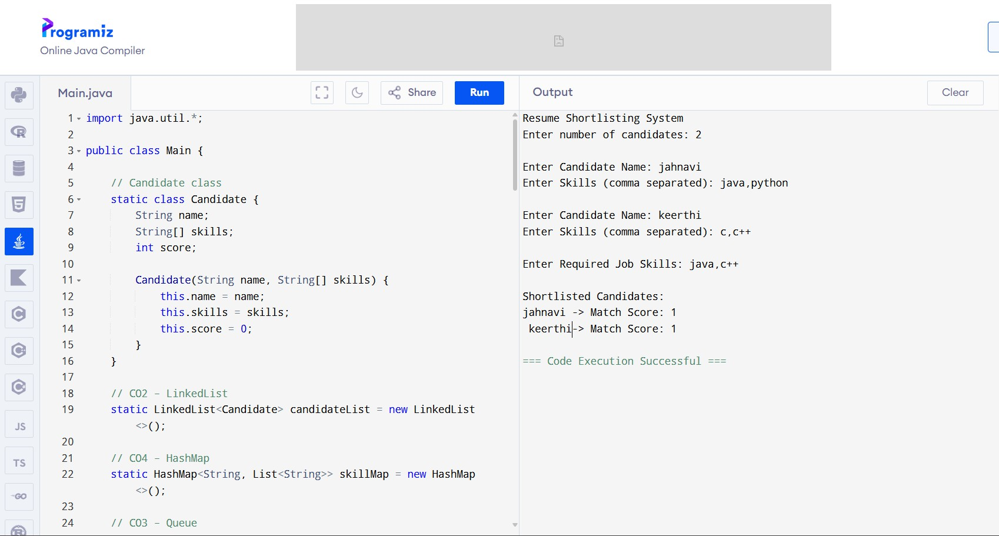 Programiz
Online Java Compiler
Main.java
Share
Run
Output
Clear
1 import java.util.*;
2
3 public class Main {
4
5 // Candidate class
6 static class Candidate {
7 String name;
8 String[] skills;
9 int score;
10
11 Candidate(String name, String[] skills) {
12 this.name = name;
13 this.skills = skills;
14 this.score = 0;
15 }
16 }
17
18 // CO2 - LinkedList
19 static LinkedList<Candidate> candidateList = new LinkedList
<>();
20
21 // CO4 - HashMap
22 static HashMap<String, List<String>> skillMap = new HashMap
<>();
23
24 // CO3 - Queue
Resume Shortlisting System
Enter number of candidates: 2
Enter Candidate Name: jahnavi
Enter Skills (comma separated): java,python
Enter Candidate Name: keerthi
Enter Skills (comma separated): c,c++
Enter Required Job Skills: java,c++
Shortlisted Candidates:
jahnavi -> Match Score: 1
keerthi-> Match Score: 1
=== Code Execution Successful ===
R
5
C
C
C
JS
TS
GO
R